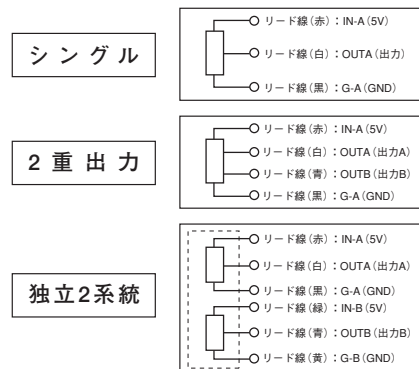 シングル
リード線(赤):IN-A(5V)
リード線(白):OUTA(出力)
リード線(黒):G-A(GND)
2重出力
リード線(赤):IN-A(5V)
リード線(白):OUTA(出力A)
リード線(青):OUTB(出力B)
リード線(黒):G-A(GND)
独立2系統
リード線(赤):IN-A(5V)
リード線(白):OUTA(出力A)
リード線(黒):G-A(GND)
リード線(緑):IN-B(5V)
リード線(青):OUTB(出力B)
リード線(黄):G-B(GND)